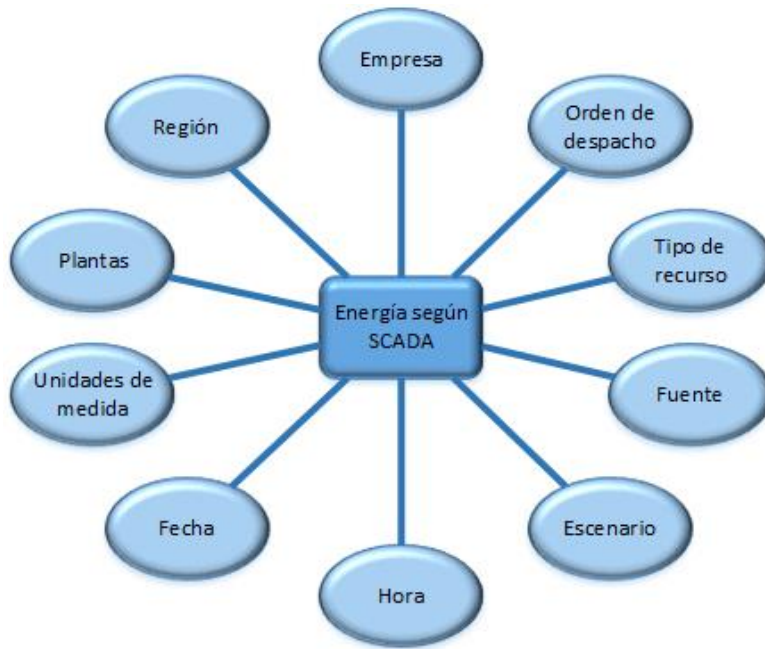 Empresa
Orden de
despacho
Región
Tipo de
recurso
Plantas
Energía según
SCADA
Unidades de
medida
Fuente
Fecha
Escenario
Hora